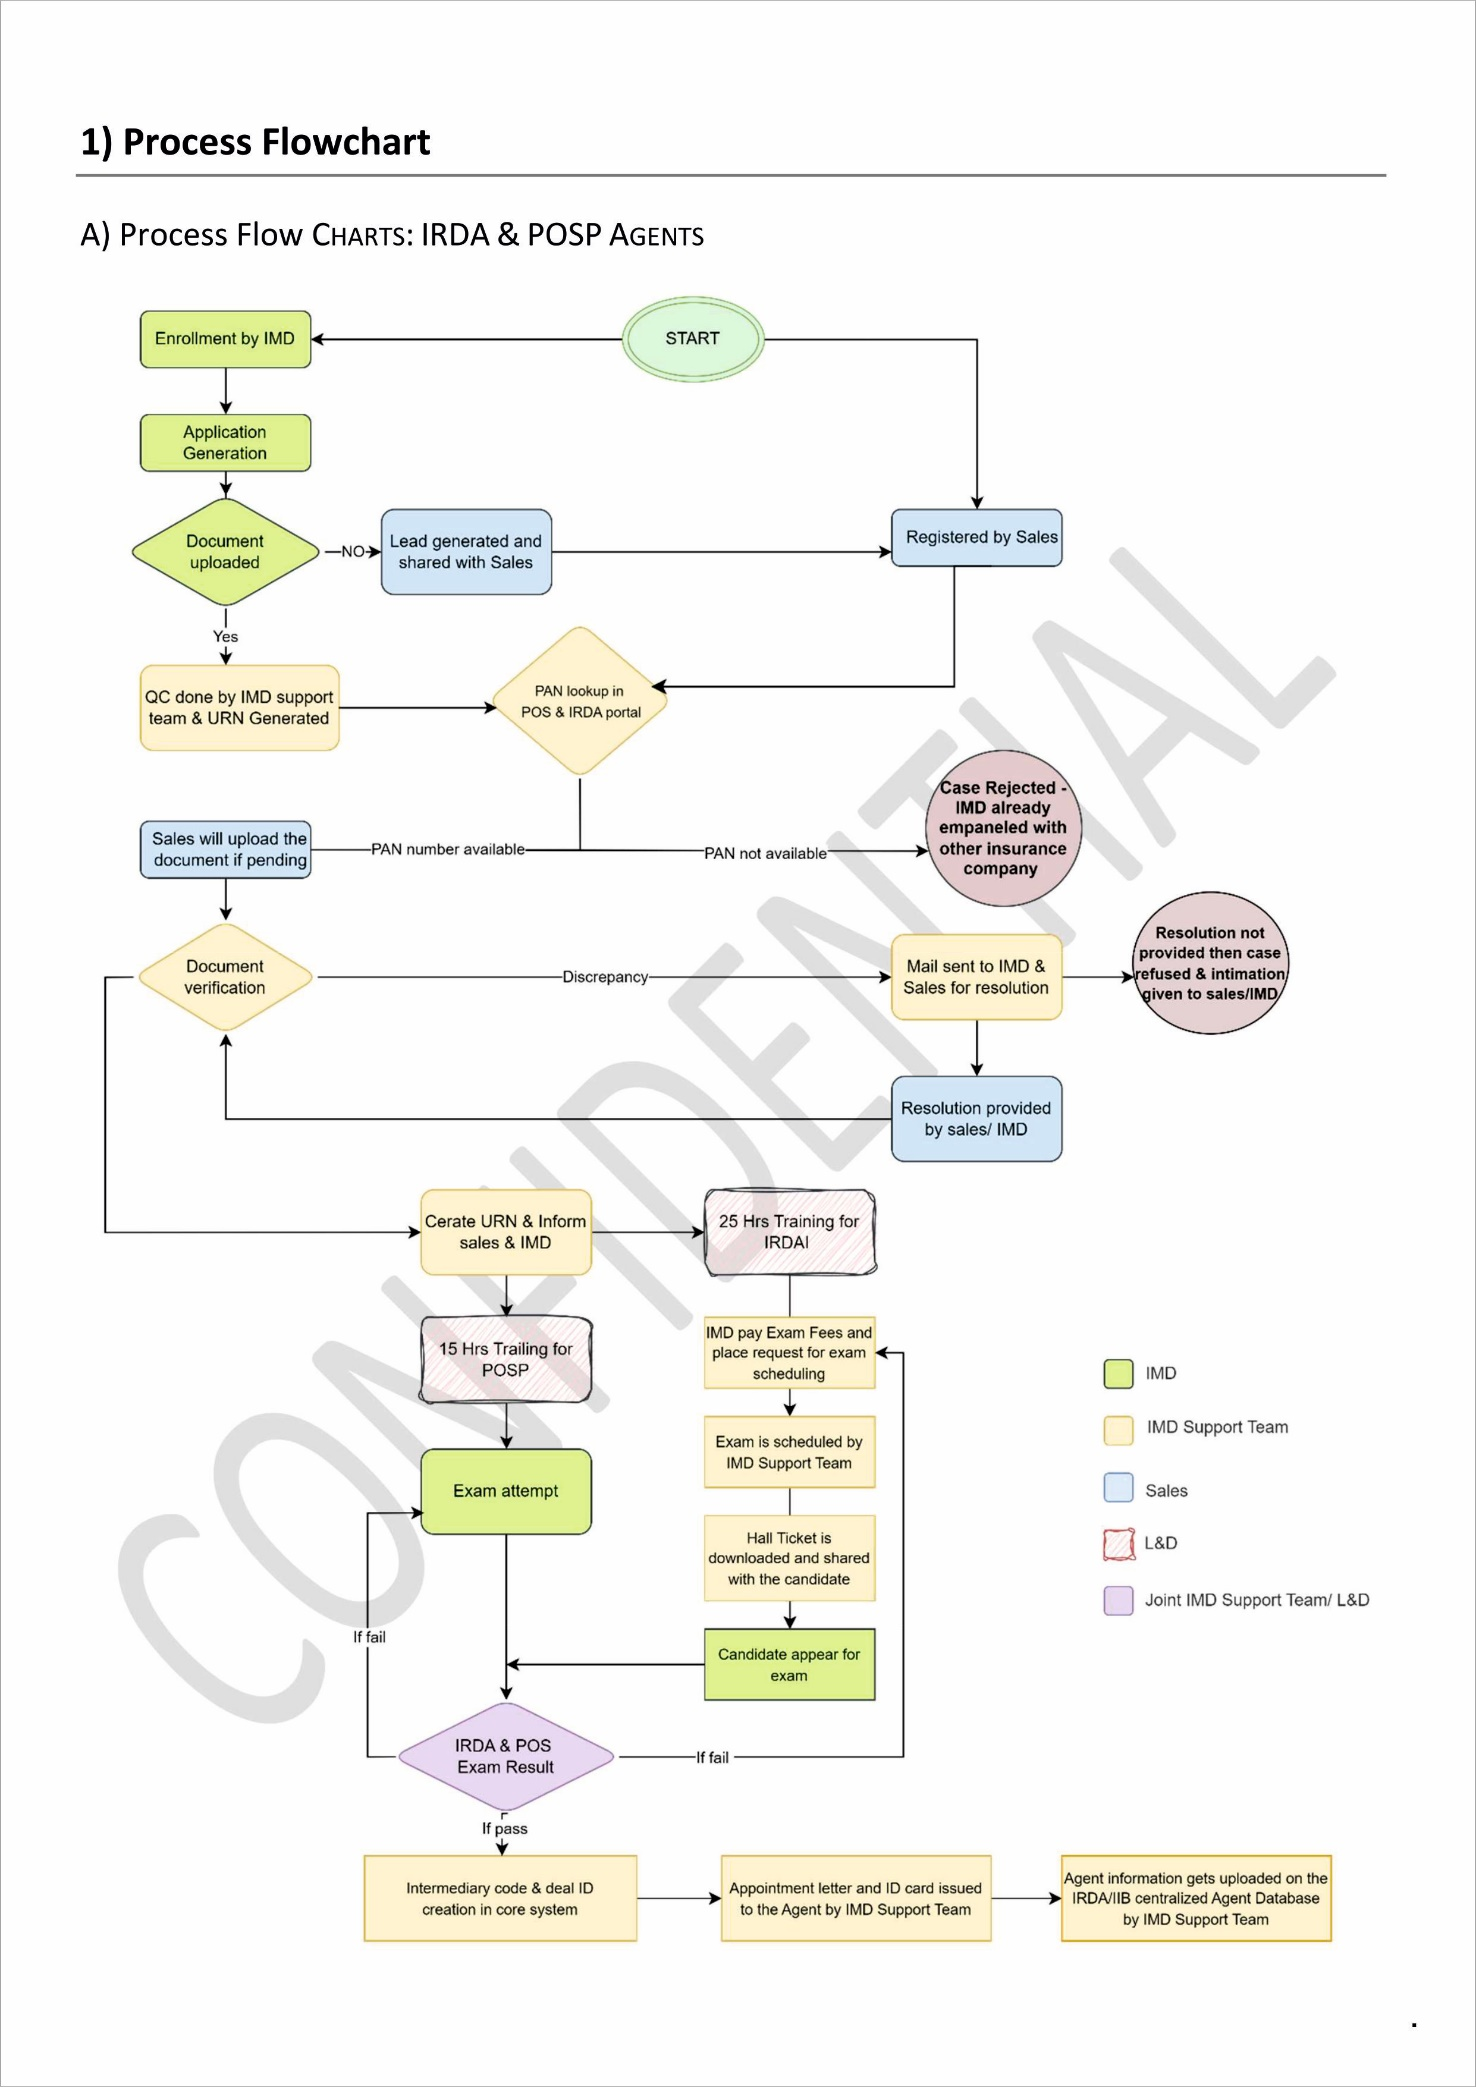 1) Process Flowchart
A) Process Flow CHARTS: IRDA & POSP AGENTS
Enrollment by IMD
START
Application
Generation
Document
uploaded
NO
Lead generated and
shared with Sales
Registered by Sales
Yes
QC done by IMD support
team & URN Generated
PAN lookup in
POS & IRDA portal
Case Rejected -
IMD already
empaneled with
other insurance
company
Sales will upload the
document if pending
PAN number available
PAN not available
Document
verification
Discrepancy
Mail sent to IMD &
Sales for resolution
Resolution not
provided then case
refused & intimation
given to sales/IMD
Resolution provided
by sales/ IMD
Cerate URN & Inform
sales & IMD
25 Hrs Training for
IRDAI
15 Hrs Trailing for
POSP
IMD pay Exam Fees and
place request for exam
scheduling
Exam attempt
Exam is scheduled by
IMD Support Team
Hall Ticket is
downloaded and shared
with the candidate
If fail
Candidate appear for
exam
IRDA & POS
Exam Result
If fail
If pass
Intermediary code & deal ID
creation in core system
Appointment letter and ID card issued
to the Agent by IMD Support Team
Agent information gets uploaded on the
IRDA/IIB centralized Agent Database
by IMD Support Team
IMD
IMD Support Team
Sales
L&D
Joint IMD Support Team/ L&D
CONFIDENTIAL
.